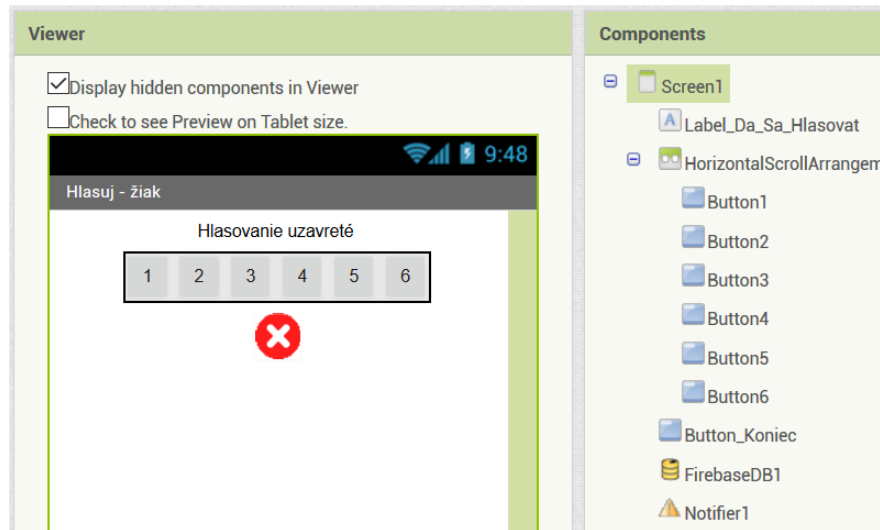 Viewer
Display hidden components in Viewer
Check to see Preview on Tablet size.
9:48
Hlasuj - žiak
Hlasovanie uzavreté
1 2 3 4 5 6
Components
Screen1
A Label_Da_Sa_Hlasovat
HorizontalScrollArrangem
Button1
Button2
Button3
Button4
Button5
Button6
Button_Koniec
FirebaseDB1
Notifier1